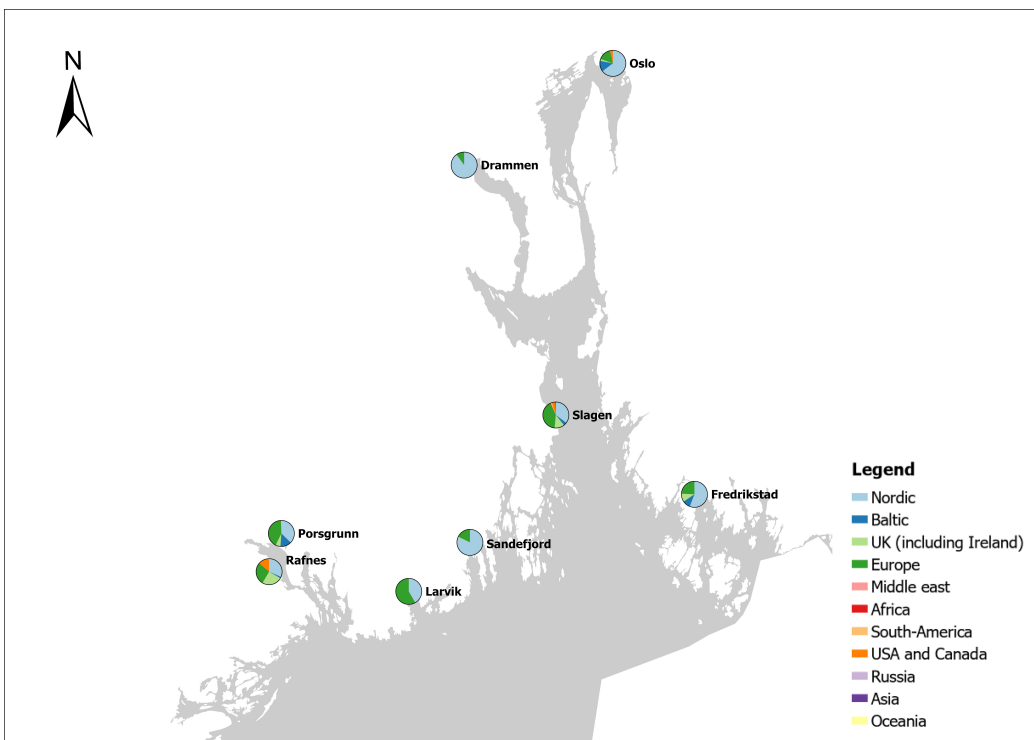 N
Oslo
Drammen
Slagen
Fredrikstad
Porsgrunn
Sandefjord
Rafnes
Larvik
Legend
Nordic
Baltic
UK (including Ireland)
Europe
Middle east
Africa
South-America
USA and Canada
Russia
Asia
Oceania